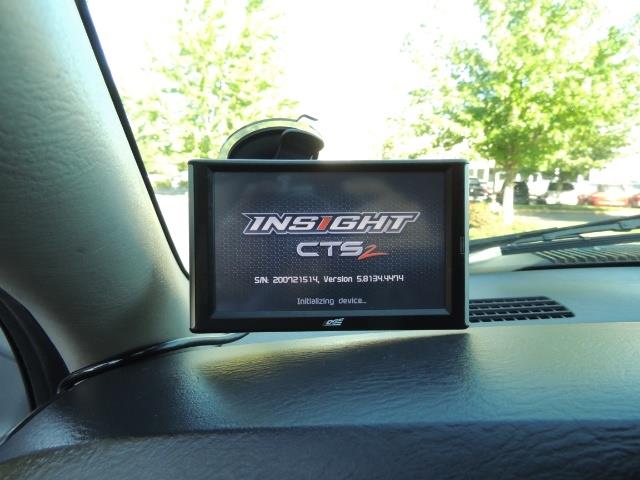 INSIGHT
CTS2
S/N: 200721514, Version 5.8134.4474
Initializing device...